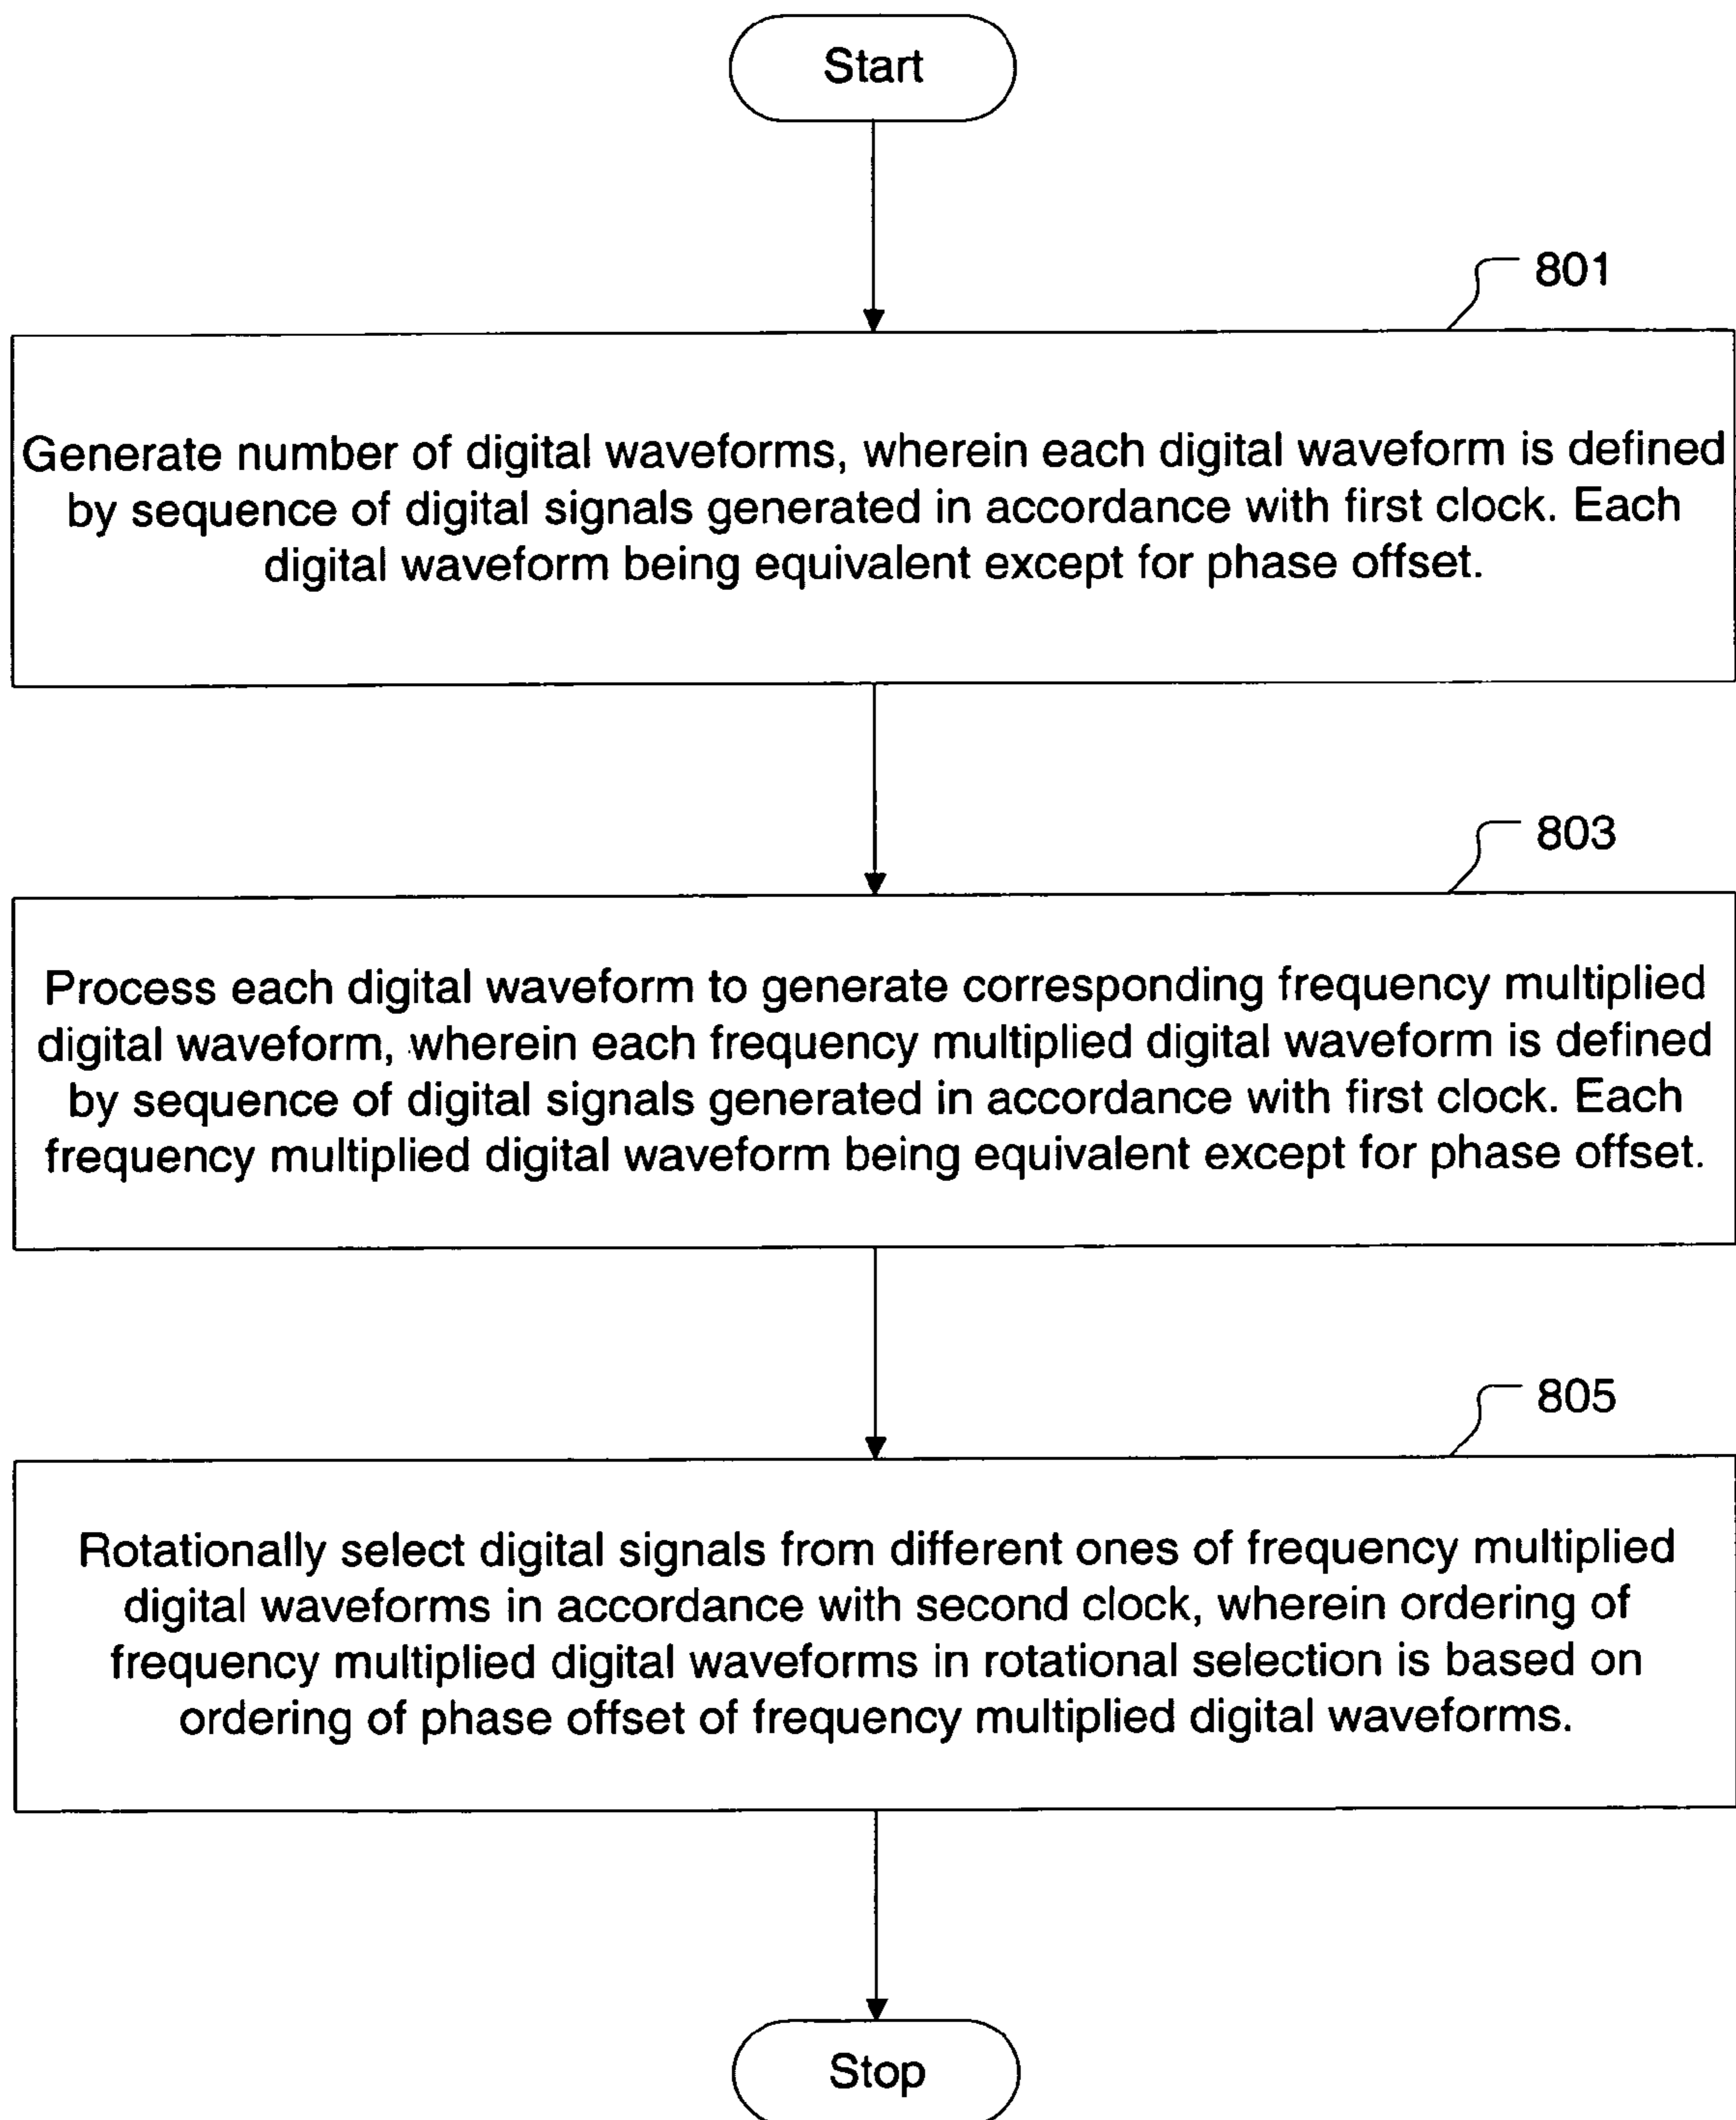 Start
801
Generate number of digital waveforms, wherein each digital waveform is defined
by sequence of digital signals generated in accordance with first clock. Each
digital waveform being equivalent except for phase offset.
803
Process each digital waveform to generate corresponding frequency multiplied
digital waveform, wherein each frequency multiplied digital waveform is defined
by sequence of digital signals generated in accordance with first clock. Each
frequency multiplied digital waveform being equivalent except for phase offset.
805
Rotationally select digital signals from different ones of frequency multiplied
digital waveforms in accordance with second clock, wherein ordering of
frequency multiplied digital waveforms in rotational selection is based on
ordering of phase offset of frequency multiplied digital waveforms.
Stop